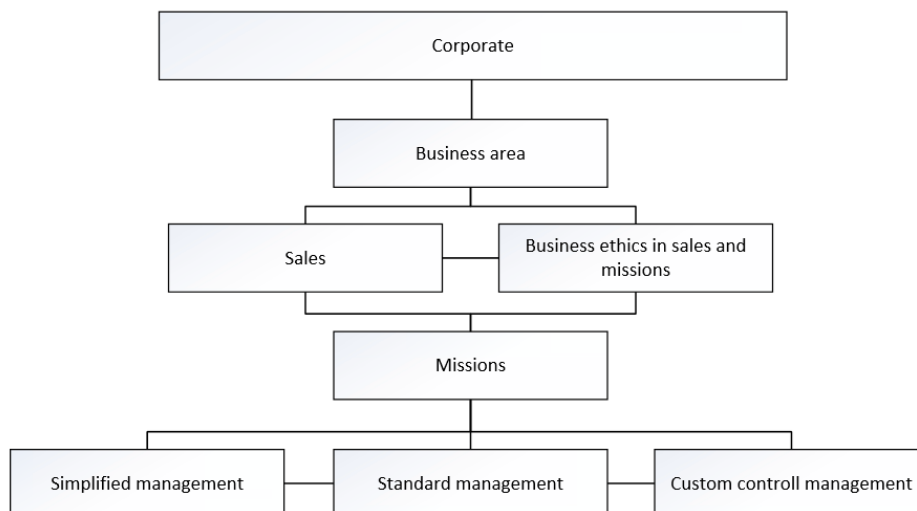 Corporate
Business area
Sales
Business ethics in sales and
missions
Missions
Simplified management
Standard management
Custom controll management